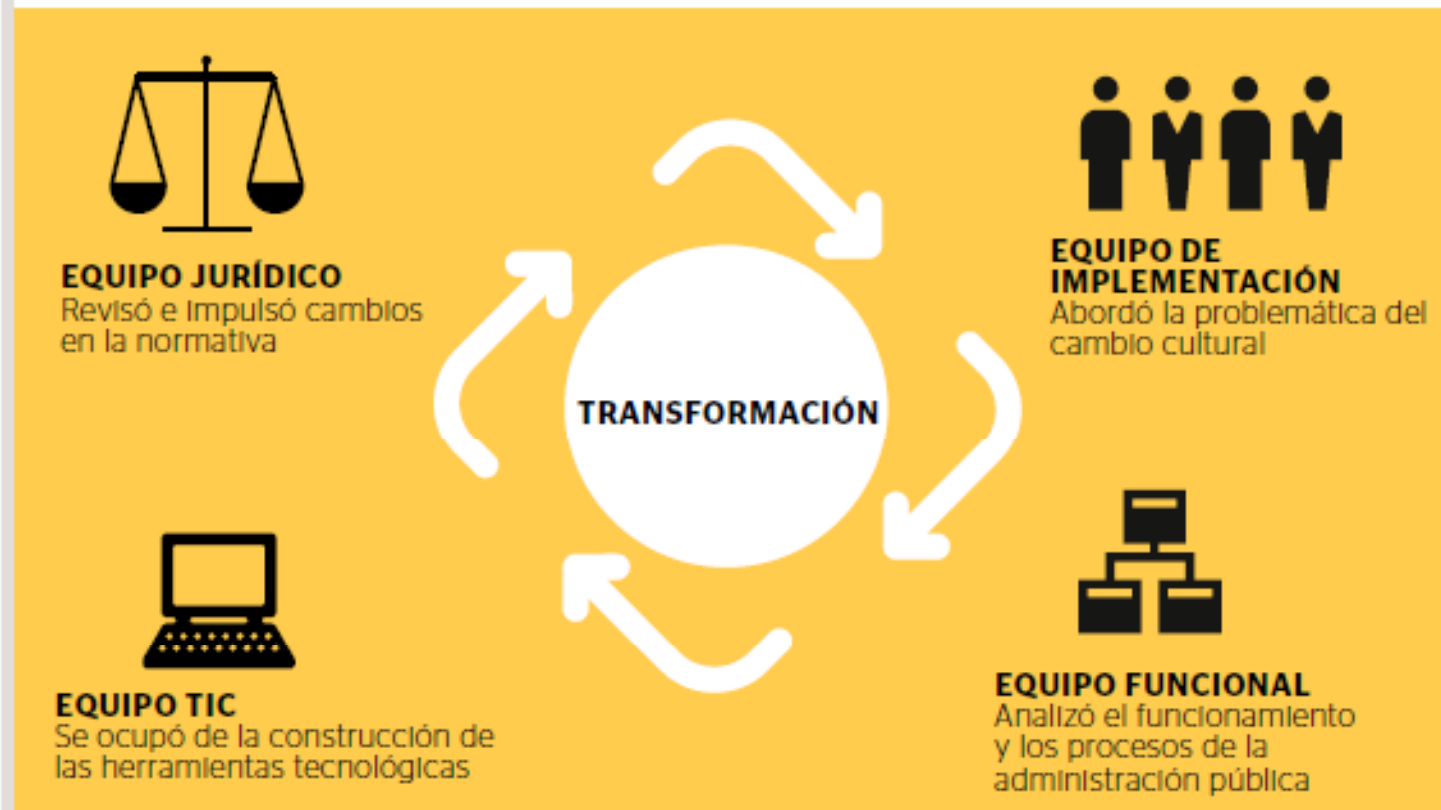 EQUIPO JURÍDICO
Revisó e impulsó cambios
en la normativa
EQUIPO DE
IMPLEMENTACIÓN
Abordó la problemática del
cambio cultural
TRANSFORMACIÓN
EQUIPO TIC
Se ocupó de la construcción de
las herramientas tecnológicas
EQUIPO FUNCIONAL
Analizó el funcionamiento
y los procesos de la
administración pública